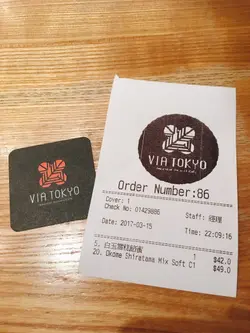 VIA TOKYO
VIA TOKYO
Order Number:86
Cover: 1
Check No: 01429886
Staff:
Date: 2017-03-15
Time: 22:09:16
5. $42.0
20. Okome Shiratama Mix Soft C1 $49.0